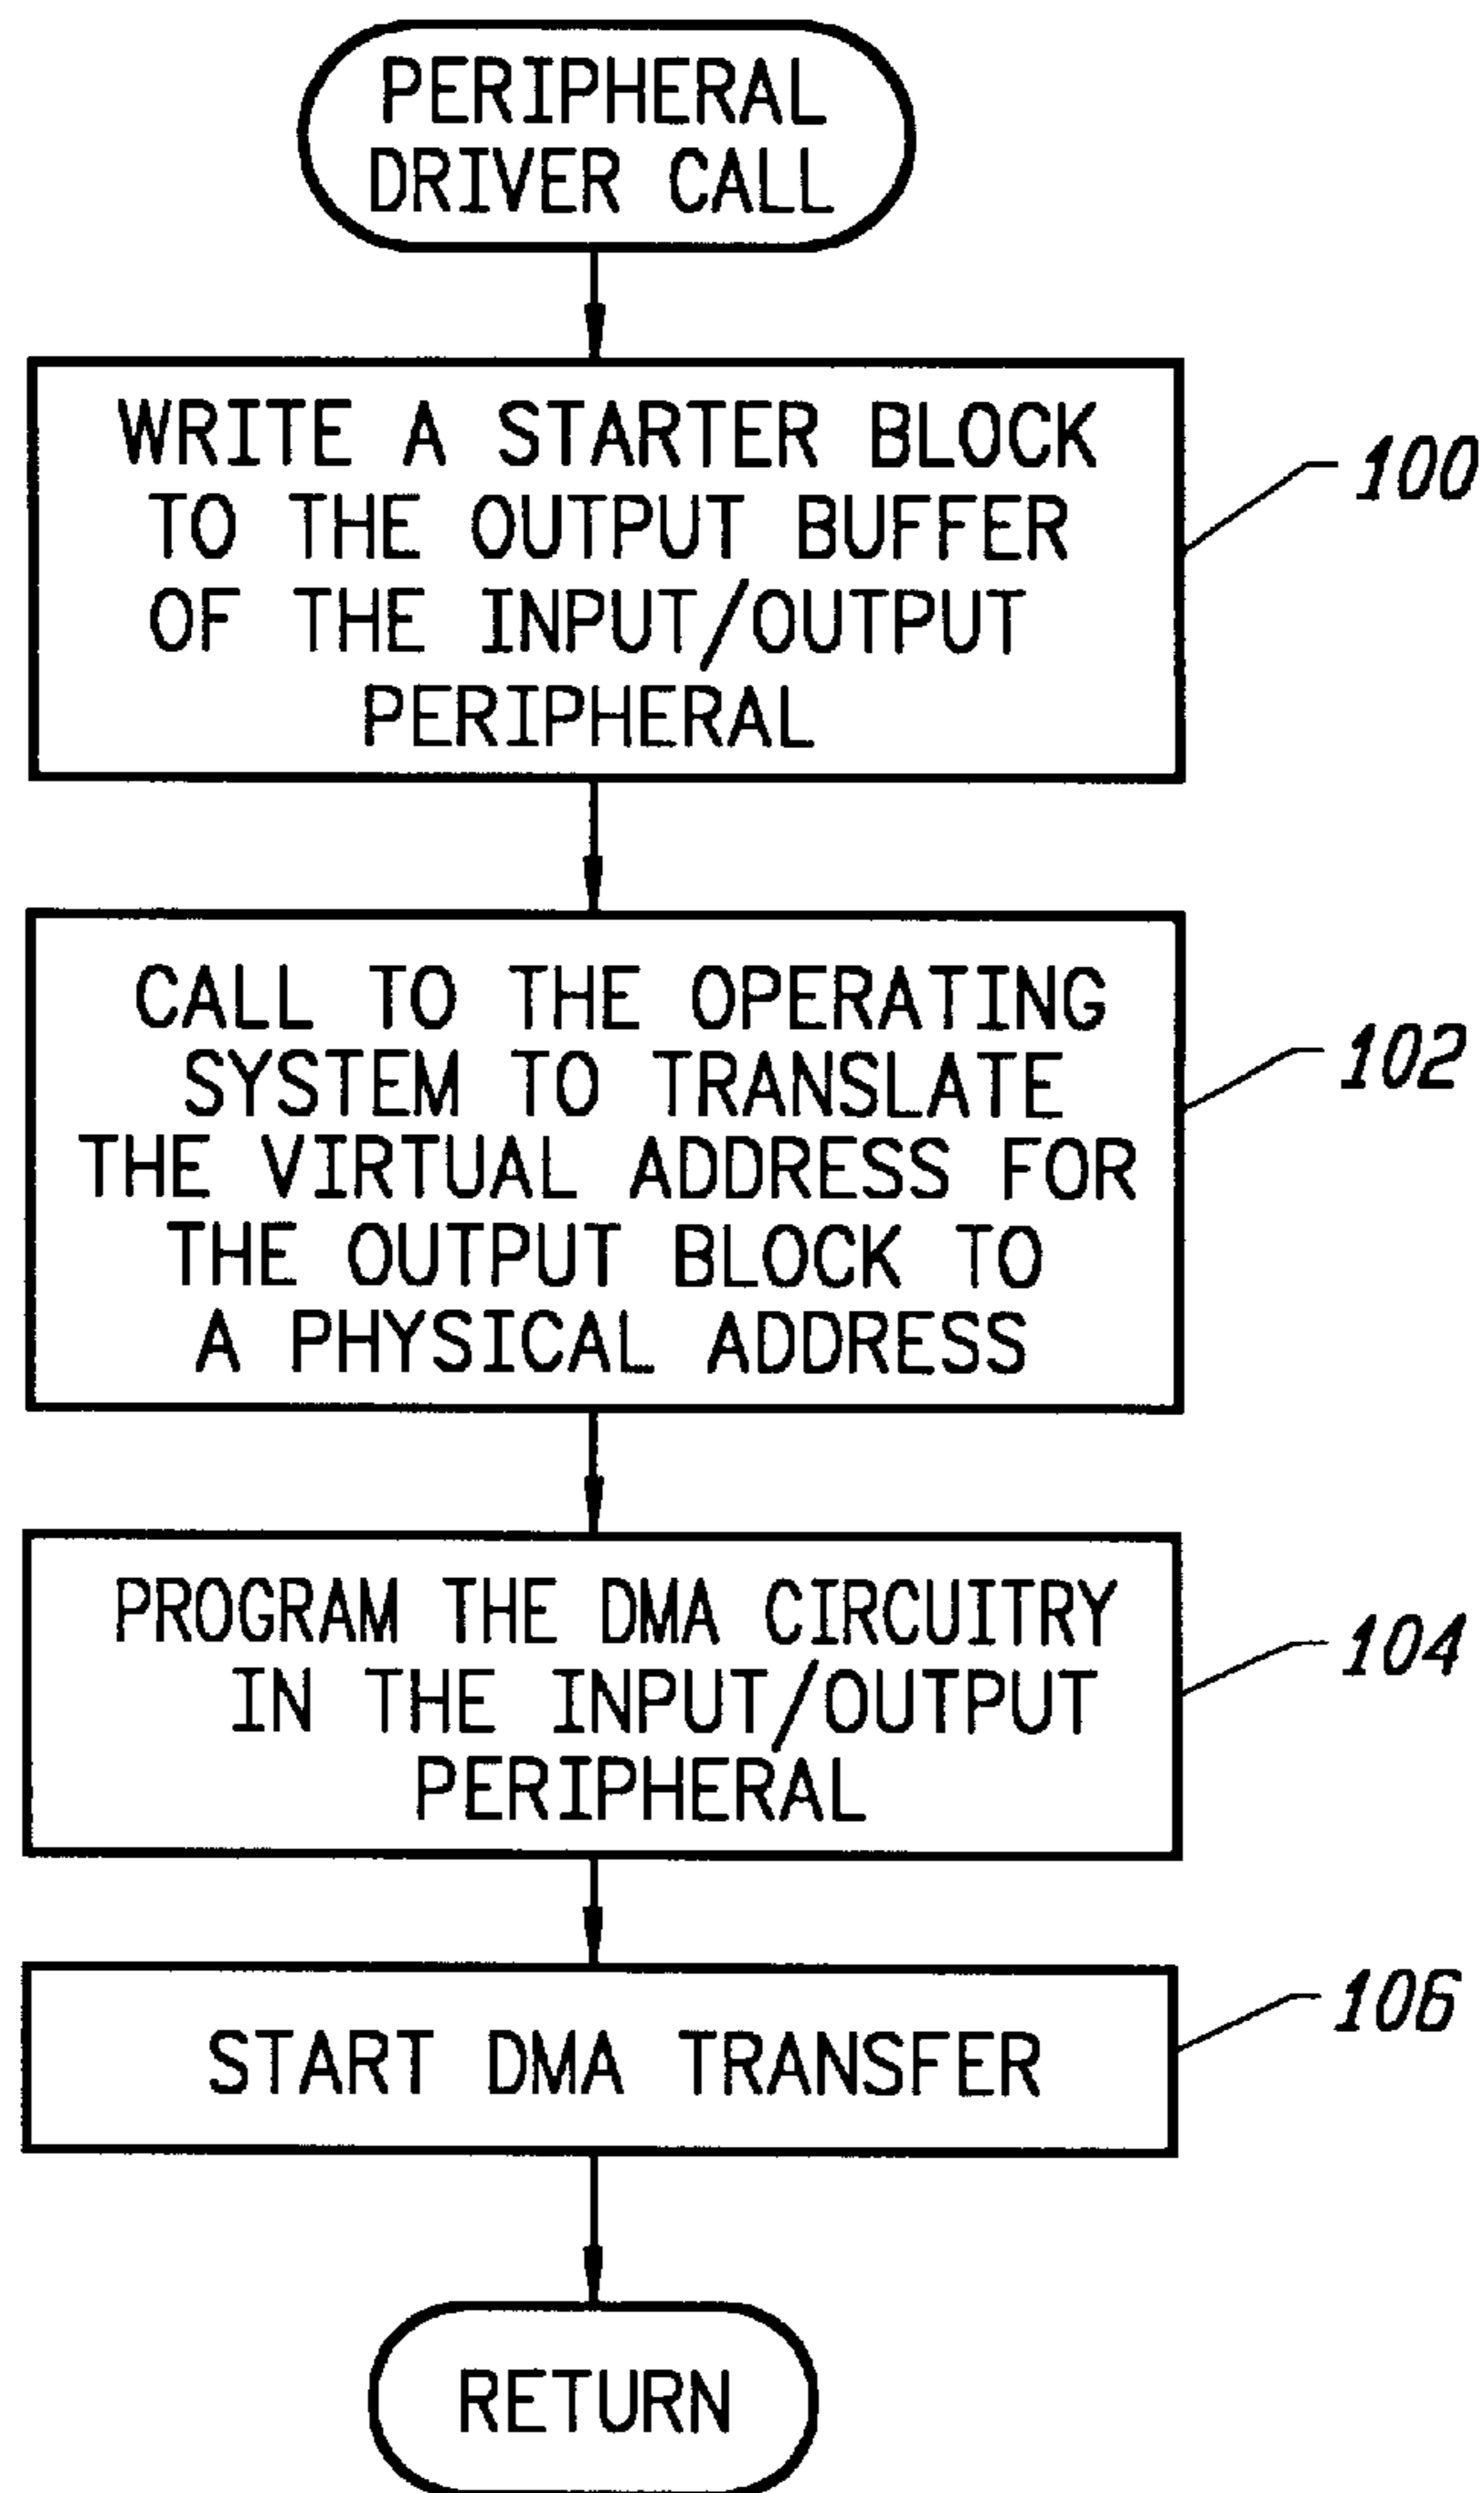 PERIPHERAL
DRIVER CALL
WRITE A STARTER BLOCK
TO THE OUTPUT BUFFER
OF THE INPUT/OUTPUT
PERIPHERAL
100
CALL TO THE OPERATING
SYSTEM TO TRANSLATE
THE VIRTUAL ADDRESS FOR
THE OUTPUT BLOCK TO
A PHYSICAL ADDRESS
102
PROGRAM THE DMA CIRCUITRY
IN THE INPUT/OUTPUT
PERIPHERAL
104
START DMA TRANSFER
106
RETURN